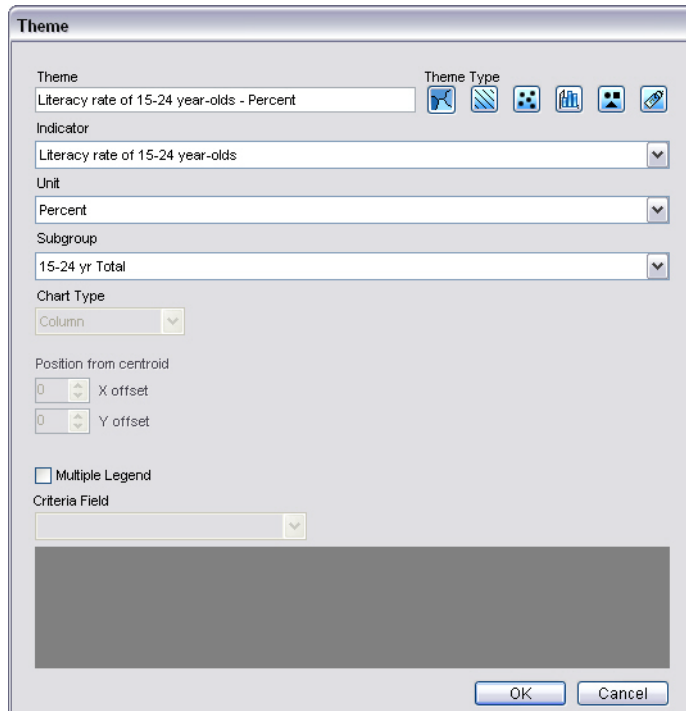 Theme
Theme Theme Type
Literacy rate of 15-24 year-olds - Percent
Indicator
Literacy rate of 15-24 year-olds
Unit
Percent
Subgroup
15-24 yr Total
Chart Type
Column
Position from centroid
0 X offset
0 Y offset
Multiple Legend
Criteria Field
OK Cancel